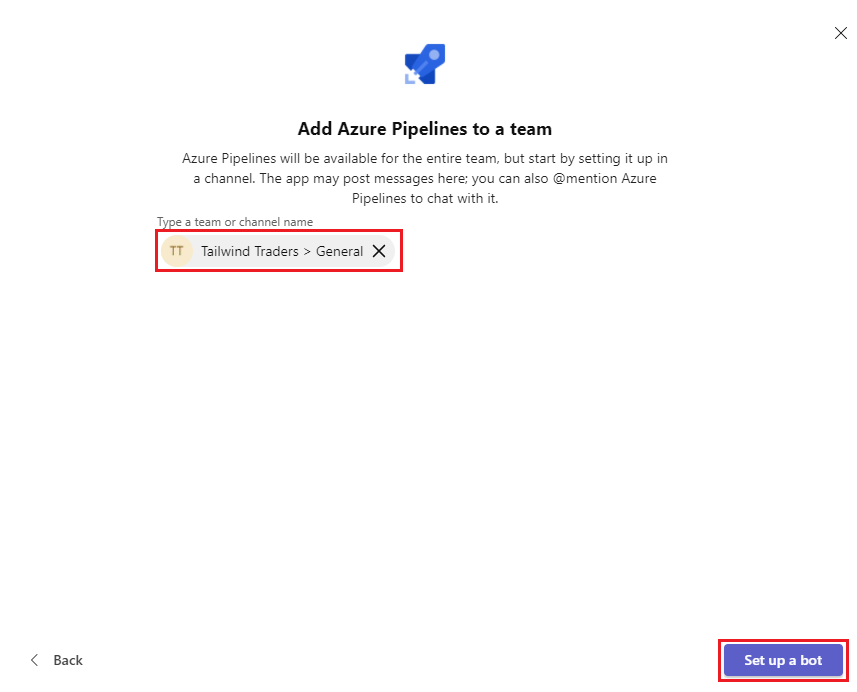 Add Azure Pipelines to a team
Azure Pipelines will be available for the entire team, but start by setting it up in
a channel. The app may post messages here; you can also @mention Azure
Pipelines to chat with it.
Type a team or channel name
TT Tailwind Traders > General
Back
Set up a bot